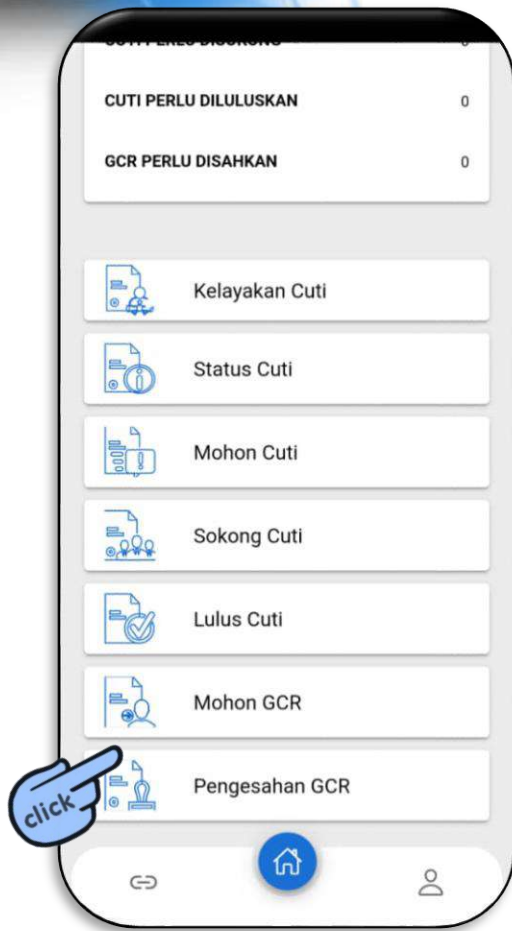 CUTI PERLU DILULUSKAN 0
GCR PERLU DISAHKAN 0
Kelayakan Cuti
Status Cuti
Mohon Cuti
Sokong Cuti
Lulus Cuti
Mohon GCR
Pengesahan GCR
click